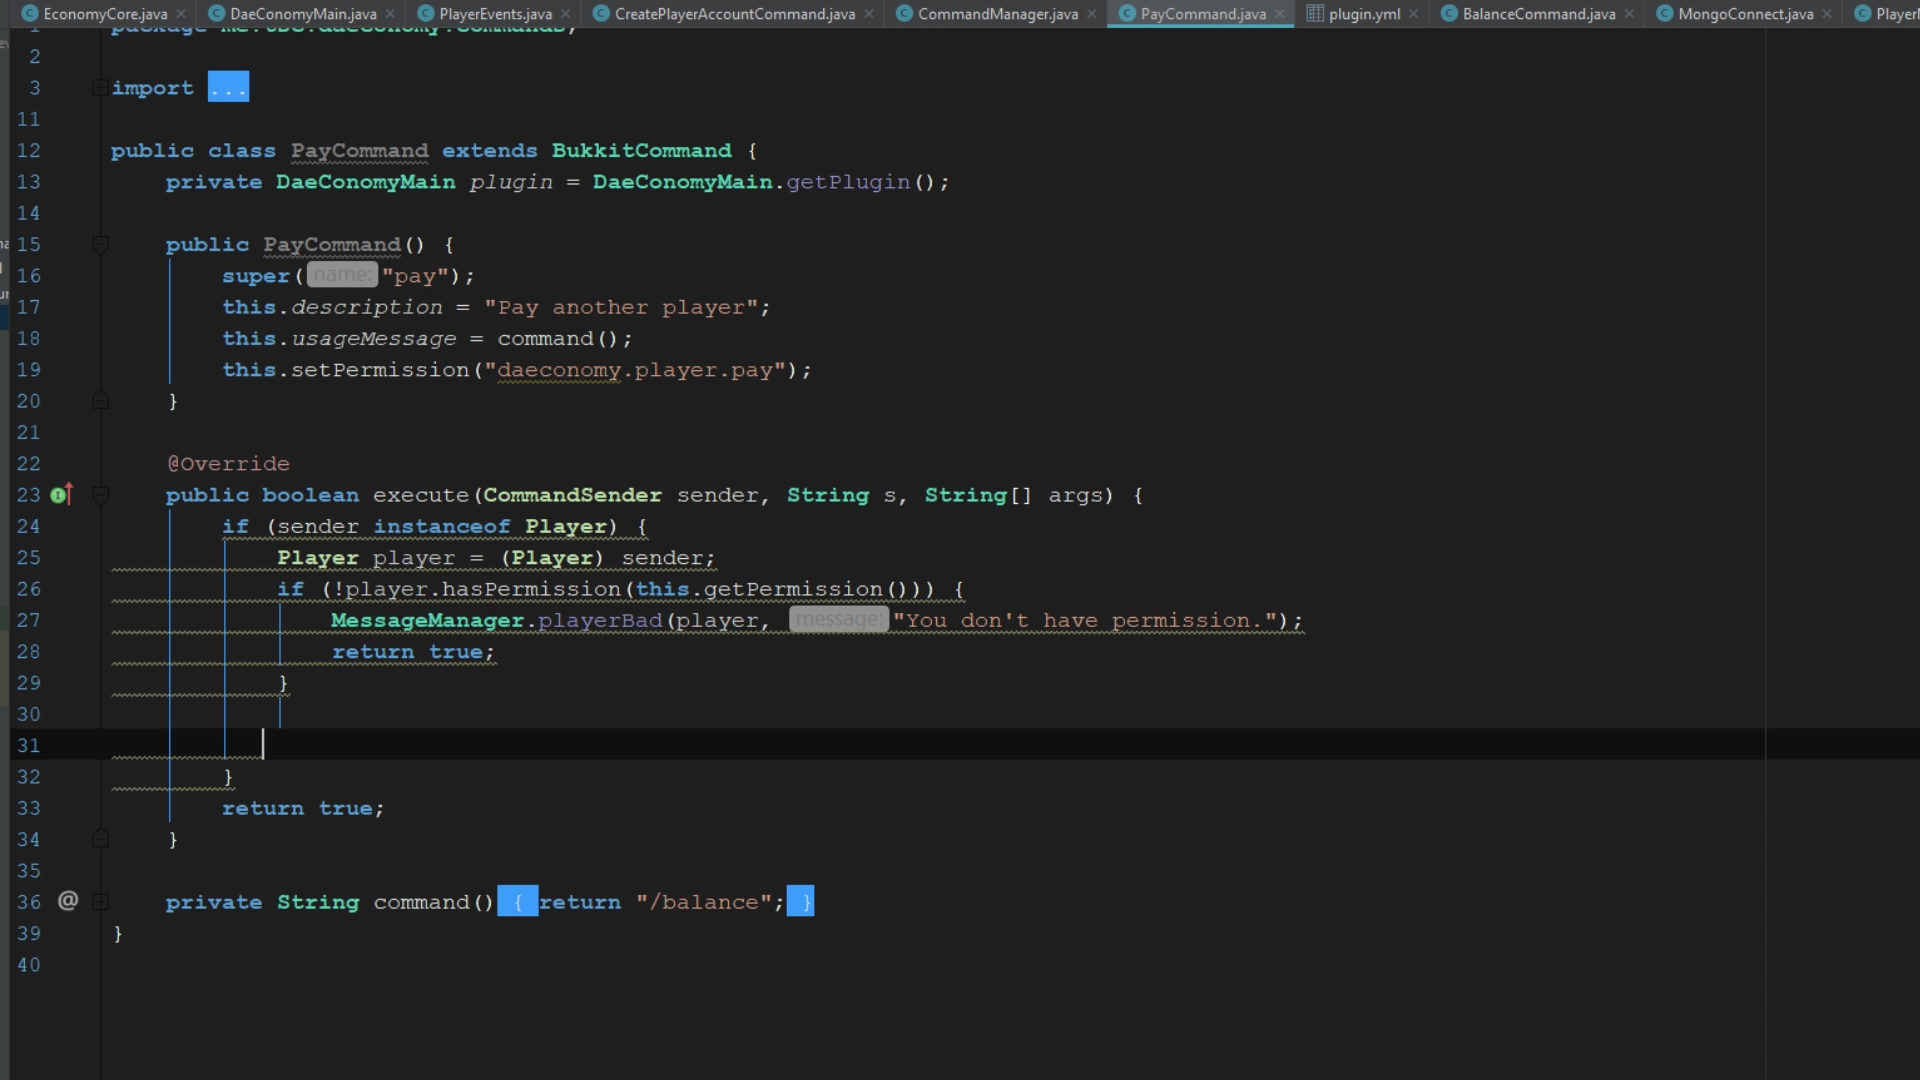 EconomyCore.java DaeConomyMain.java PlayerEvents.java CreatePlayerAccountCommand.java CommandManager.java PayCommand.java plugin.yml BalanceCommand.java MongoConnect.java
2
3 import ...
11
12 public class PayCommand extends BukkitCommand {
13 private DaeConomyMain plugin = DaeConomyMain.getPlugin();
14
15 public PayCommand() {
16 super( name: "pay");
17 this.description = "Pay another player";
18 this.usageMessage = command();
19 this.setPermission("daeconomy.player.pay");
20 }
21
22 @Override
23 public boolean execute(CommandSender sender, String s, String[] args) {
24 if (sender instanceof Player) {
25 Player player = (Player) sender;
26 if (!player.hasPermission(this.getPermission())) {
27 MessageManager.playerBad(player, message: "You don't have permission.");
28 return true;
29 }
30
31
32 }
33 return true;
34 }
35
36 @ private String command() { return "/balance"; }
39 }
40